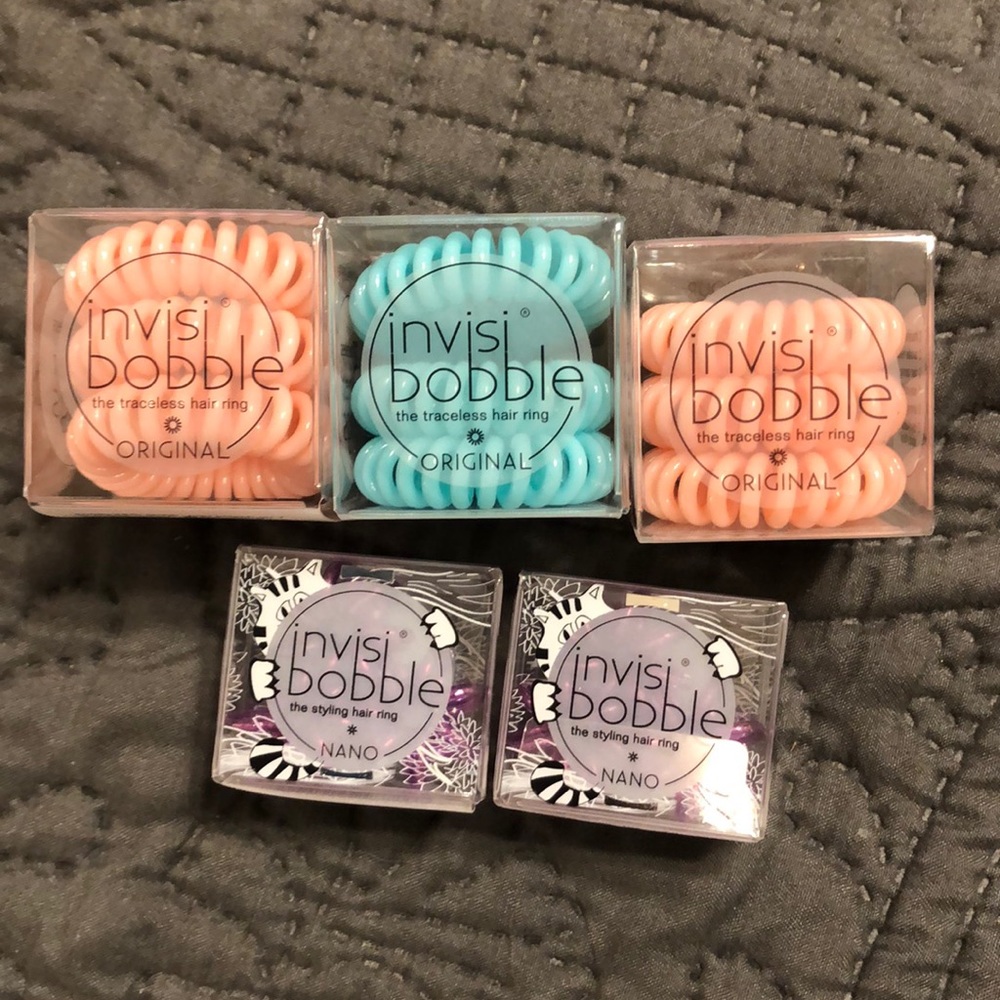 invisi®
bobble
the traceless hair ring
ORIGINAL
invisi®
bobble
the traceless hair ring
ORIGINAL
invisi®
bobble
the traceless hair ring
ORIGINAL
invisi®
bobble
the styling hair ring
NANO
invisi®
bobble
the styling hair ring
NANO